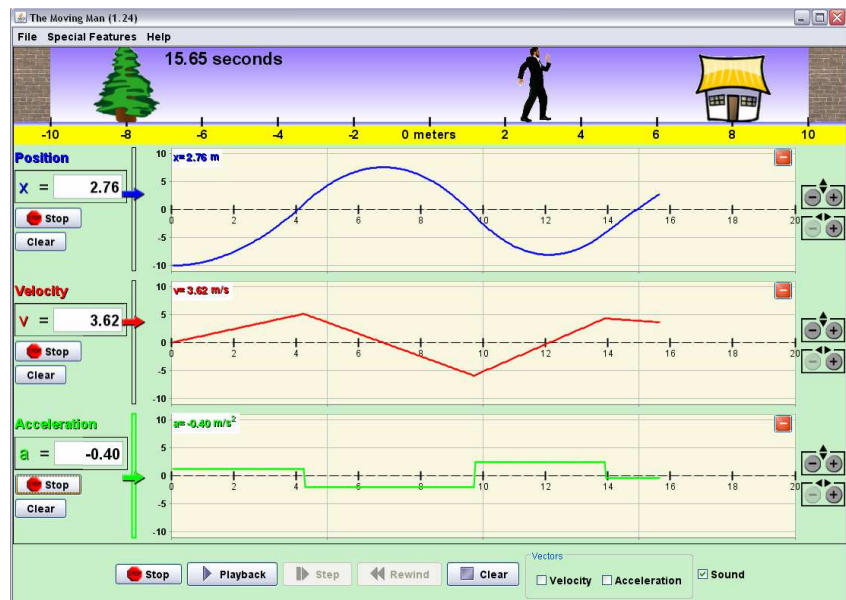 The Moving Man (1.24)
File Special Features Help
15.65 seconds
-10 -8 -6 -4 -2 0 meters 2 4 6 8 10
Position
x = 2.76
Stop
Clear
x= 2.76 m
10
5
0
-5
-10
0 2 4 6 8 10 12 14 16 18 20
Velocity
v = 3.62
Stop
Clear
v= 3.62 m/s
10
5
0
-5
-10
0 2 4 6 8 10 12 14 16 18 20
Acceleration
a = -0.40
Stop
Clear
a= -0.40 m/s²
10
5
0
-5
-10
0 2 4 6 8 10 12 14 16 18 20
Stop Playback Step Rewind Clear
Vectors
Velocity Acceleration
Sound